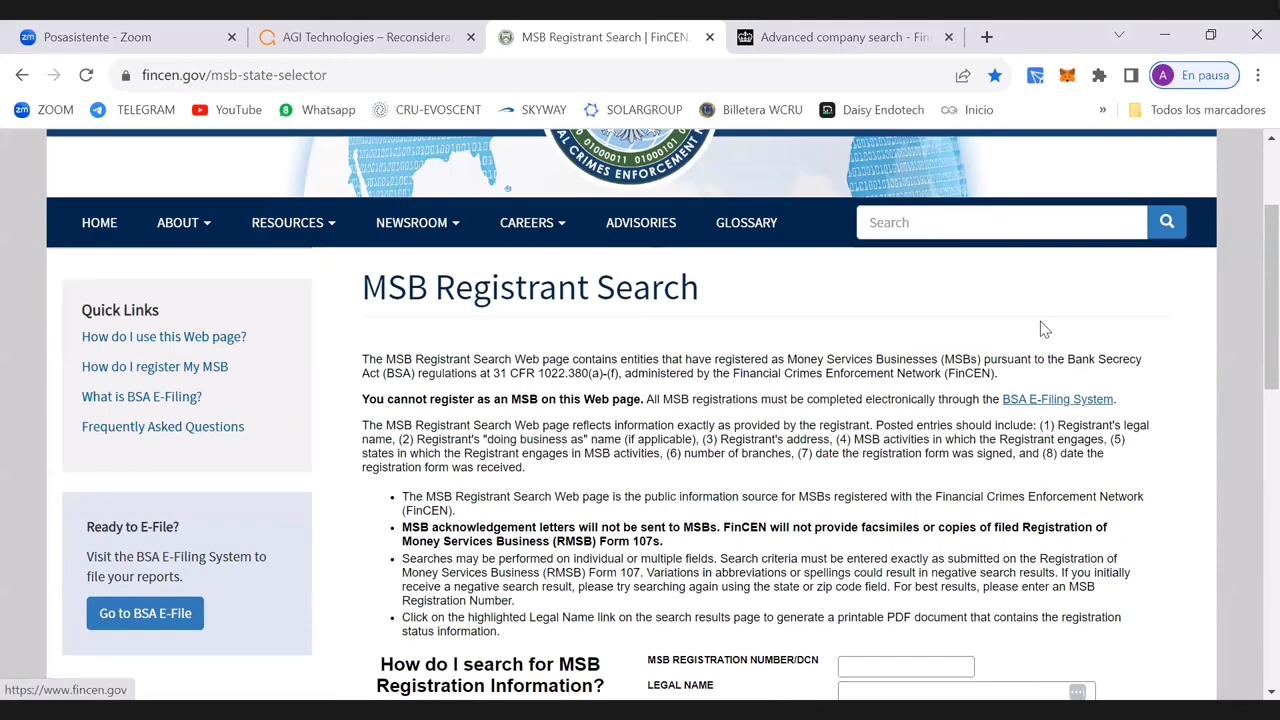 zm Posasistente - Zoom
AGI Technologies – Reconsidera
MSB Registrant Search | FinCEN.
Advanced company search - Fin
fincen.gov/msb-state-selector
A En pausa
zm ZOOM
TELEGRAM
YouTube
Whatsapp
CRU-EVOSCENT
SKYWAY
SOLARGROUP
Billetera WCRU
Daisy Endotech
Inicio
»
Todos los marcadores
01000011 010001
AL CRIMES ENFORCEMENT N
HOME
ABOUT
RESOURCES
NEWSROOM
CAREERS
ADVISORIES
GLOSSARY
Search
Quick Links
How do I use this Web page?
How do I register My MSB
What is BSA E-Filing?
Frequently Asked Questions
Ready to E-File?
Visit the BSA E-Filing System to
file your reports.
Go to BSA E-File
https://www.fincen.gov
MSB Registrant Search
The MSB Registrant Search Web page contains entities that have registered as Money Services Businesses (MSBs) pursuant to the Bank Secrecy
Act (BSA) regulations at 31 CFR 1022.380(a)-(f), administered by the Financial Crimes Enforcement Network (FinCEN).
You cannot register as an MSB on this Web page. All MSB registrations must be completed electronically through the BSA E-Filing System.
The MSB Registrant Search Web page reflects information exactly as provided by the registrant. Posted entries should include: (1) Registrant's legal
name, (2) Registrant's "doing business as" name (if applicable), (3) Registrant's address, (4) MSB activities in which the Registrant engages, (5)
states in which the Registrant engages in MSB activities, (6) number of branches, (7) date the registration form was signed, and (8) date the
registration form was received.
• The MSB Registrant Search Web page is the public information source for MSBs registered with the Financial Crimes Enforcement Network
(FinCEN).
• MSB acknowledgement letters will not be sent to MSBs. FinCEN will not provide facsimiles or copies of filed Registration of
Money Services Business (RMSB) Form 107s.
• Searches may be performed on individual or multiple fields. Search criteria must be entered exactly as submitted on the Registration of
Money Services Business (RMSB) Form 107. Variations in abbreviations or spellings could result in negative search results. If you initially
receive a negative search result, please try searching again using the state or zip code field. For best results, please enter an MSB
Registration Number.
• Click on the highlighted Legal Name link on the search results page to generate a printable PDF document that contains the registration
status information.
How do I search for MSB
Registration Information?
MSB REGISTRATION NUMBER/DCN
LEGAL NAME